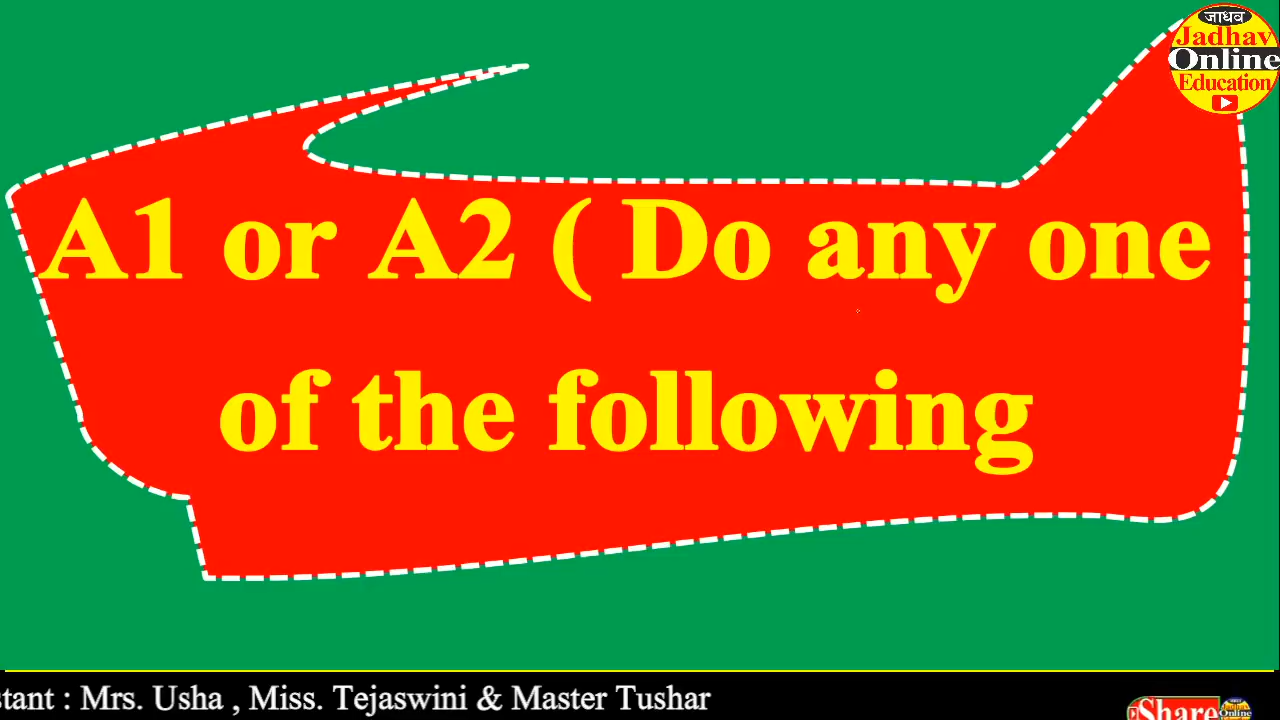 जाधव
Jadhav
Online
Education
A1 or A2 ( Do any one
of the following
stant : Mrs. Usha , Miss. Tejaswini & Master Tushar
Share
Online